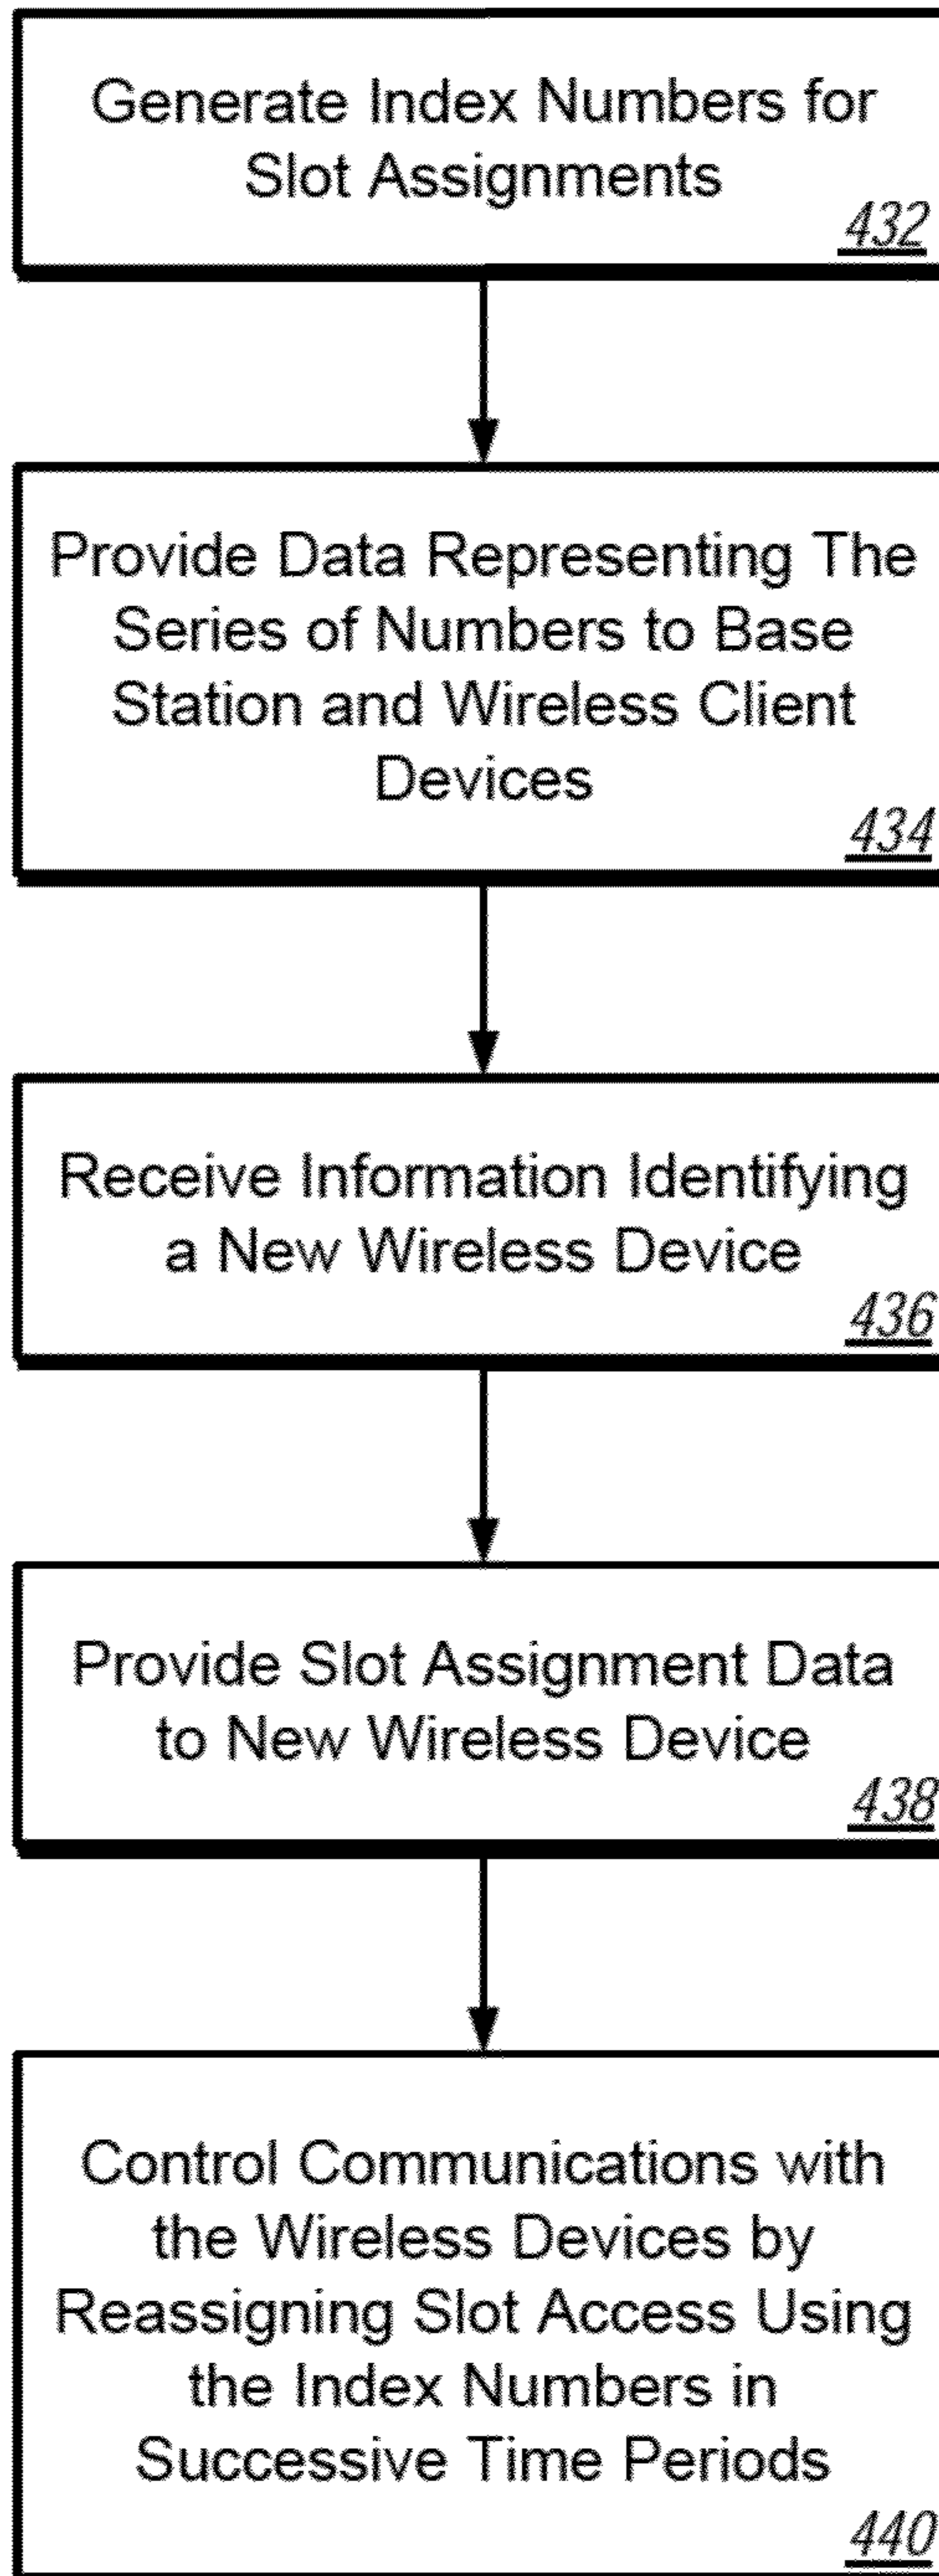 Generate Index Numbers for
Slot Assignments
432
Provide Data Representing The
Series of Numbers to Base
Station and Wireless Client
Devices
434
Receive Information Identifying
a New Wireless Device
436
Provide Slot Assignment Data
to New Wireless Device
438
Control Communications with
the Wireless Devices by
Reassigning Slot Access Using
the Index Numbers in
Successive Time Periods
440